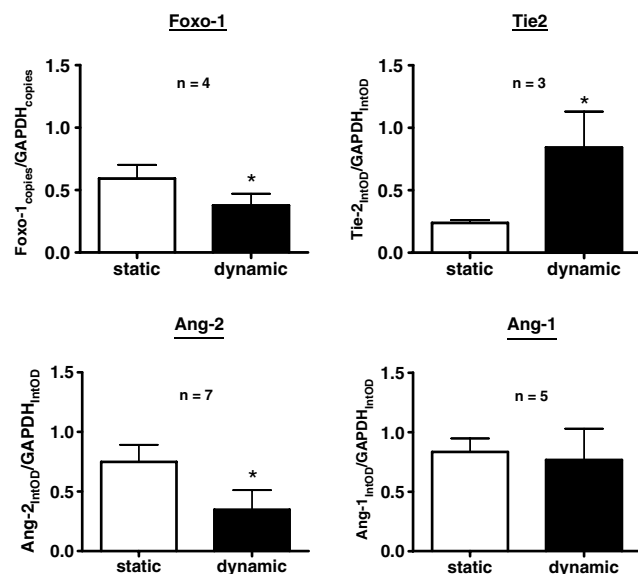 Foxo-1
1.5
1.0
0.5
0.0
Foxo-1copies/GAPDHcopies
n = 4
*
static dynamic
Tie2
1.5
1.0
0.5
0.0
Tie-2IntOD/GAPDHIntOD
n = 3
*
static dynamic
Ang-2
1.5
1.0
0.5
0.0
Ang-2IntOD/GAPDHIntOD
n = 7
*
static dynamic
Ang-1
1.5
1.0
0.5
0.0
Ang-1IntOD/GAPDHIntOD
n = 5
static dynamic